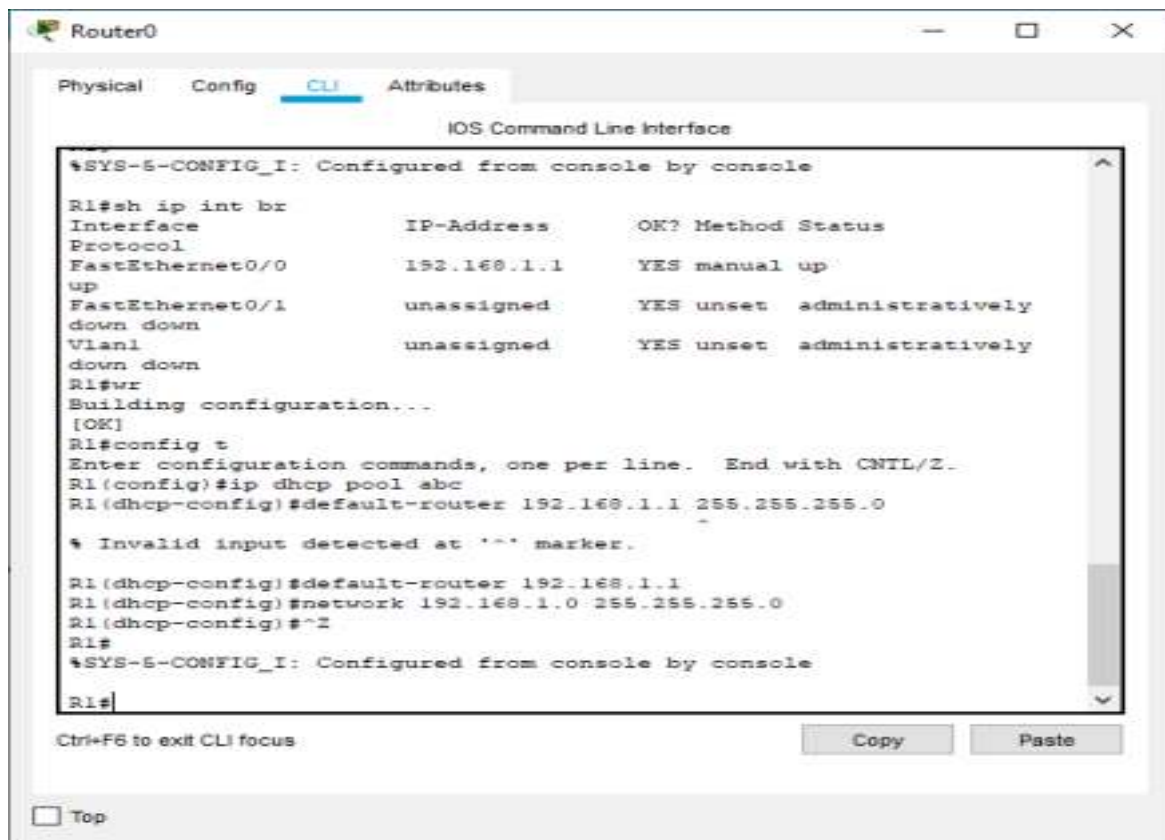 Router0
Physical Config CLI Attributes
IOS Command Line Interface
%SYS-5-CONFIG_I: Configured from console by console
R1#sh ip int br
Interface IP-Address OK? Method Status
Protocol
FastEthernet0/0 192.168.1.1 YES manual up
up
FastEthernet0/1 unassigned YES unset administratively
down down
Vlan1 unassigned YES unset administratively
down down
R1#wr
Building configuration...
[OK]
R1#config t
Enter configuration commands, one per line. End with CNTL/Z.
R1(config)#ip dhcp pool abc
R1(dhcp-config)#default-router 192.168.1.1 255.255.255.0
^
% Invalid input detected at '^' marker.
R1(dhcp-config)#default-router 192.168.1.1
R1(dhcp-config)#network 192.168.1.0 255.255.255.0
R1(dhcp-config)#^Z
R1#
%SYS-5-CONFIG_I: Configured from console by console
R1#
Ctrl+F6 to exit CLI focus
Copy Paste
Top